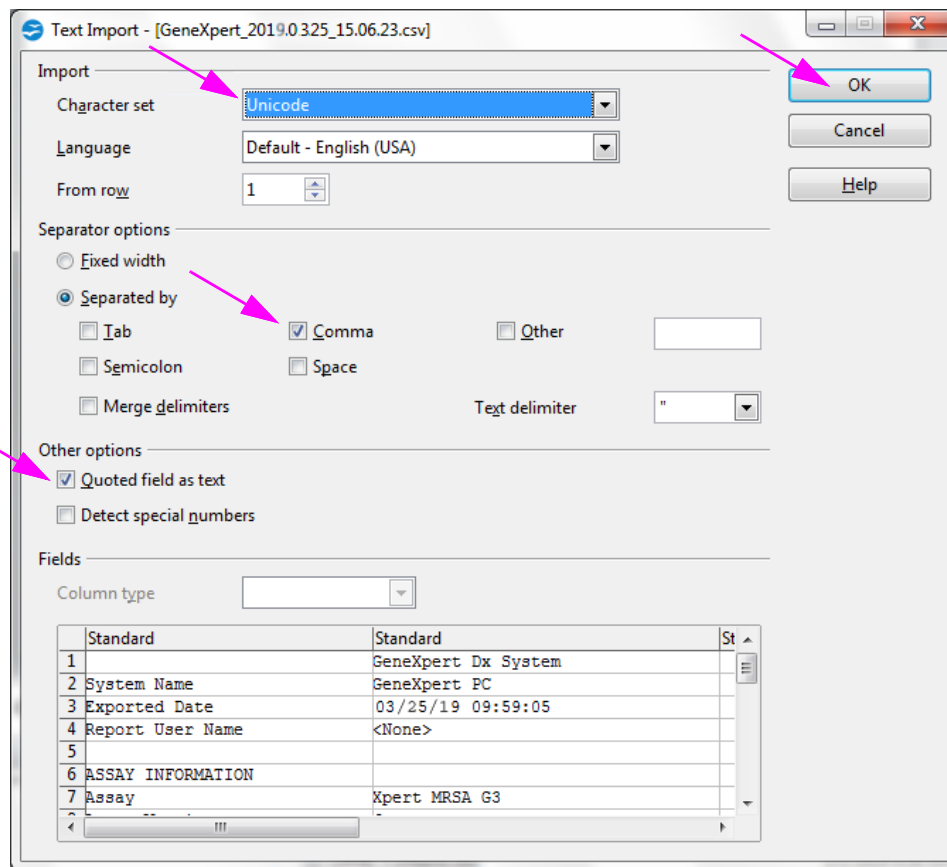 Text Import - [GeneXpert_2019.0325_15.06.23.csv]
Import
Character set Unicode
Language Default - English (USA)
From row 1
OK
Cancel
Help
Separator options
Fixed width
Separated by
Tab Comma Other
Semicolon Space
Merge delimiters Text delimiter "
Other options
Quoted field as text
Detect special numbers
Fields
Column type
Standard Standard St
1 GeneXpert Dx System
2 System Name GeneXpert PC
3 Exported Date 03/25/19 09:59:05
4 Report User Name <None>
5
6 ASSAY INFORMATION
7 Assay Xpert MRSA G3